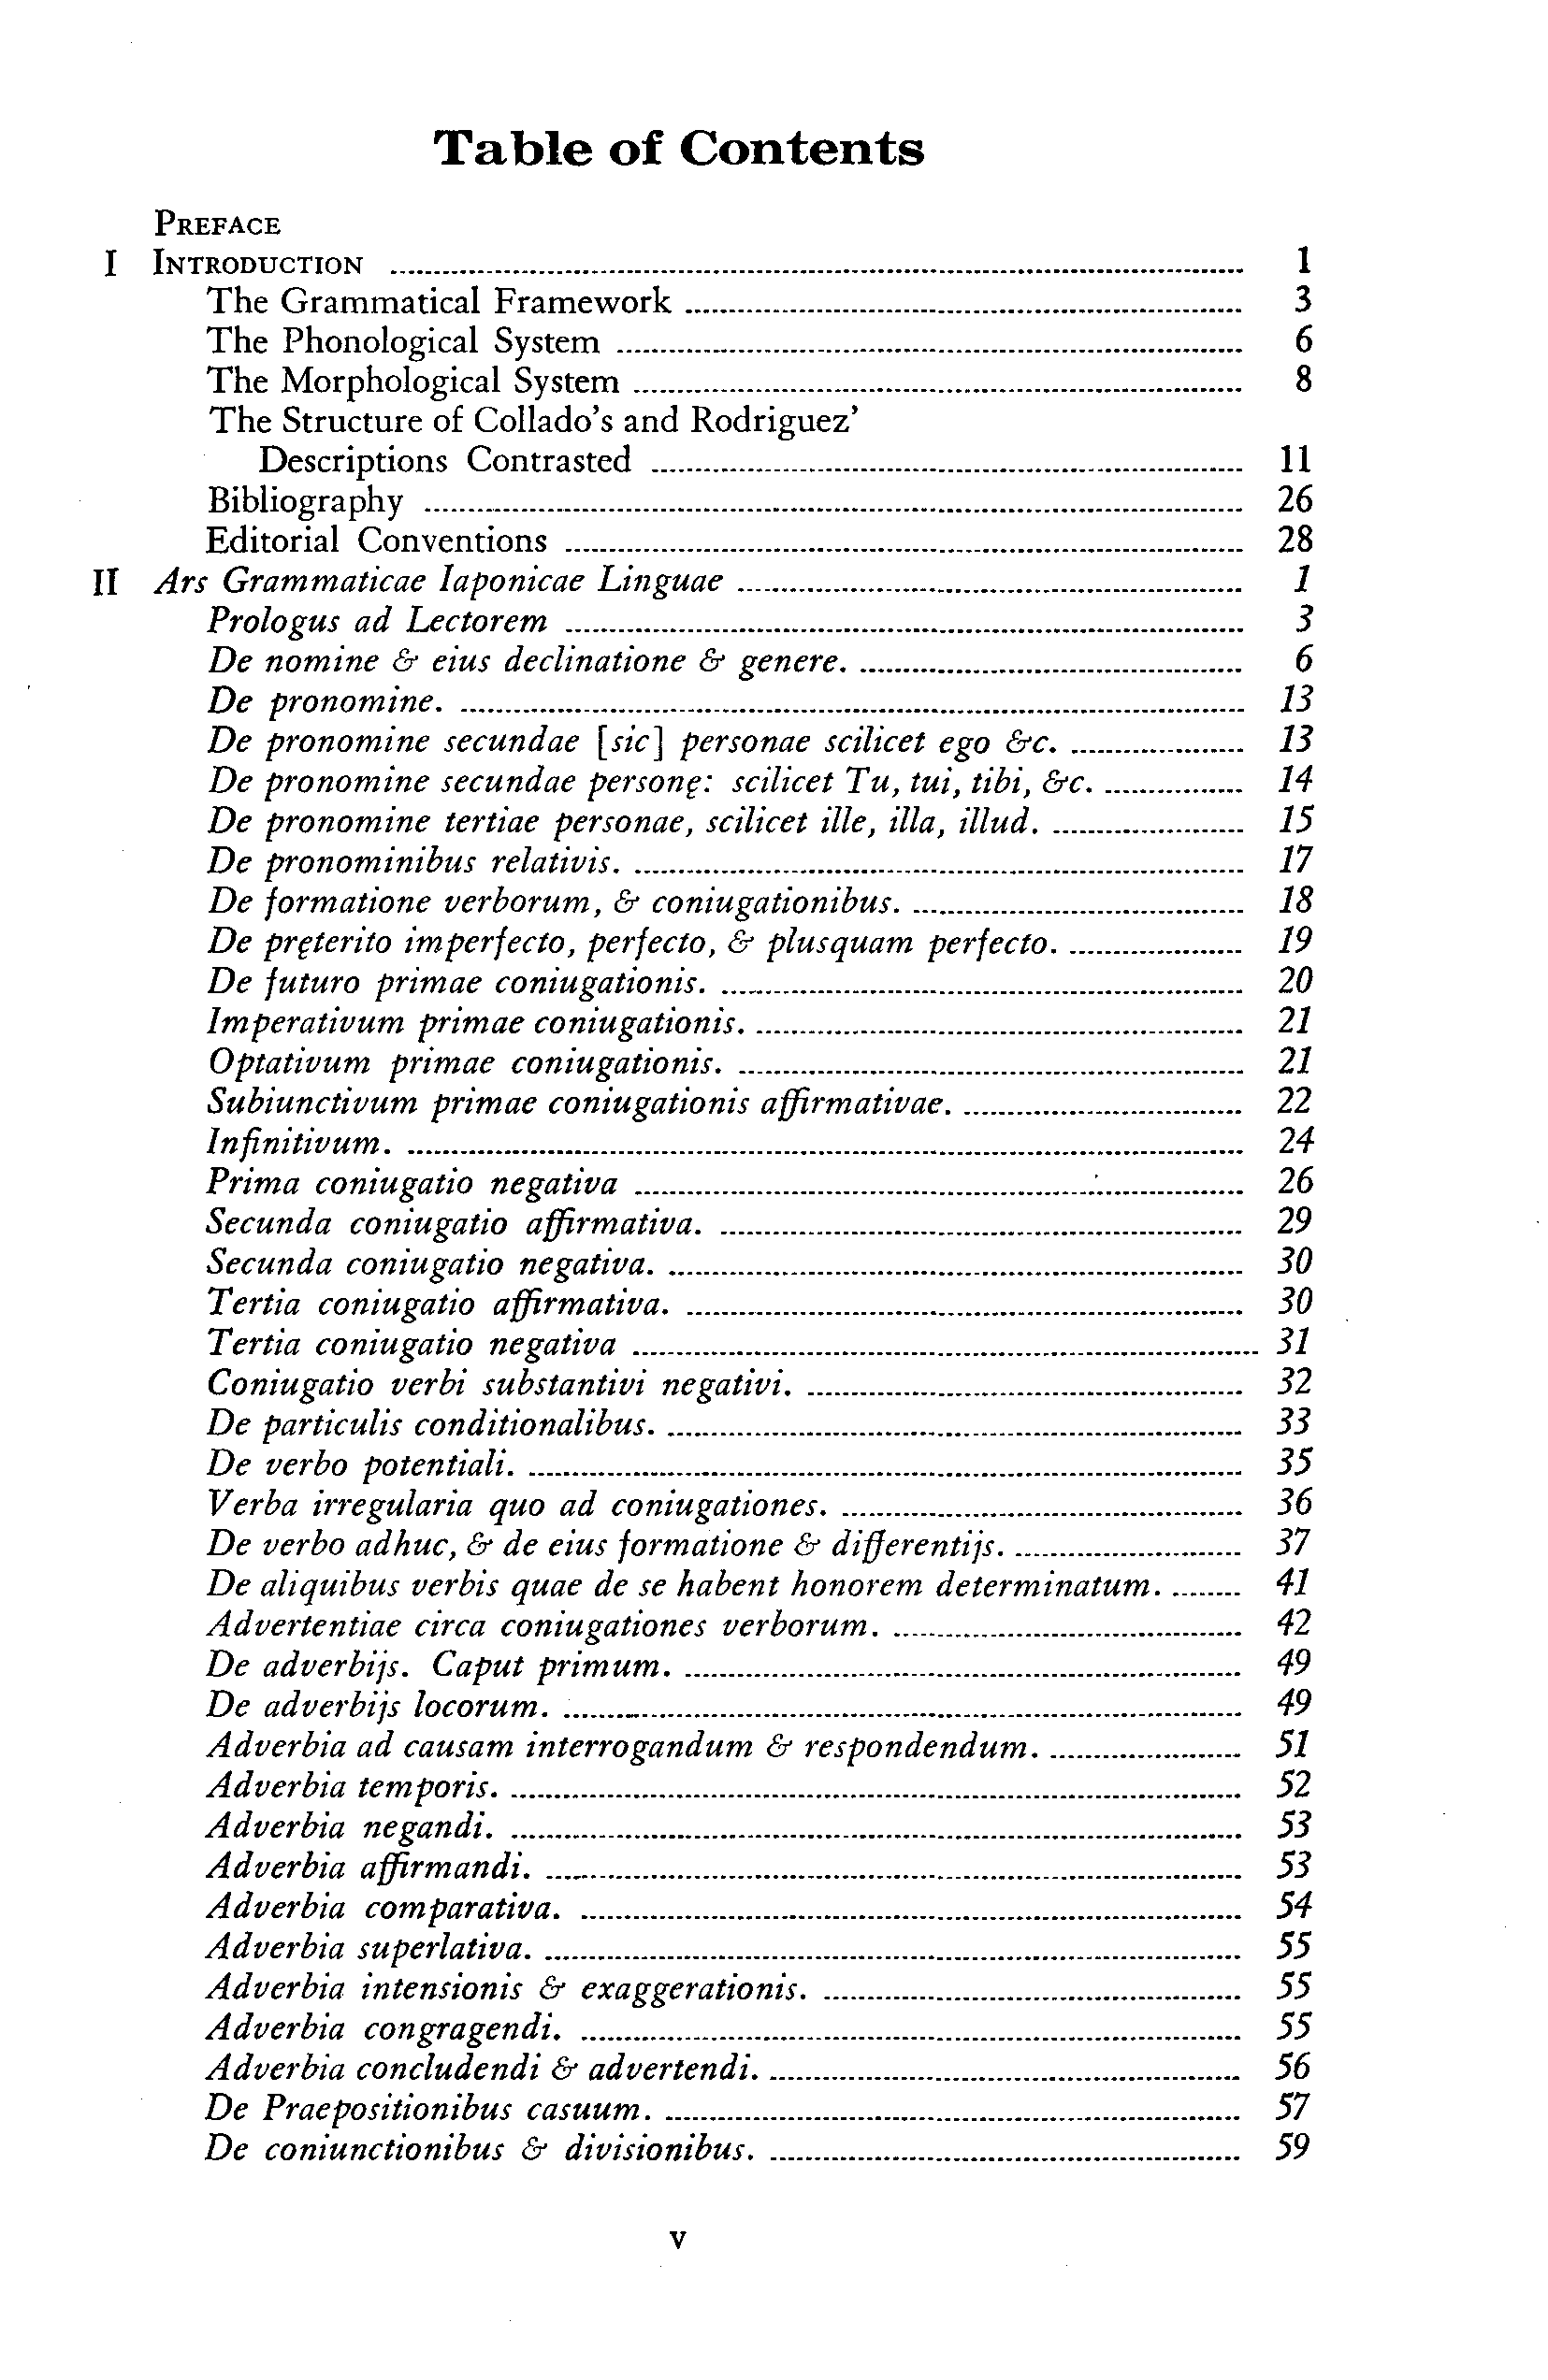 Table of Contents
PREFACE
I INTRODUCTION ........ 1
The Grammatical Framework ........ 3
The Phonological System ........ 6
The Morphological System ........ 8
The Structure of Collado's and Rodriguez'
Descriptions Contrasted ........ 11
Bibliography ........ 26
Editorial Conventions ........ 28
II Ars Grammaticae Iaponicae Linguae ........ 1
Prologus ad Lectorem ........ 3
De nomine & eius declinatione & genere. ........ 6
De pronomine. ........ 13
De pronomine secundae [sic] personae scilicet ego &c. ........ 13
De pronomine secundae personę: scilicet Tu, tui, tibi, &c. ........ 14
De pronomine tertiae personae, scilicet ille, illa, illud. ........ 15
De pronominibus relativis. ........ 17
De formatione verborum, & coniugationibus. ........ 18
De pręterito imperfecto, perfecto, & plusquam perfecto. ........ 19
De futuro primae coniugationis. ........ 20
Imperativum primae coniugationis. ........ 21
Optativum primae coniugationis. ........ 21
Subiunctivum primae coniugationis affirmativae. ........ 22
Infinitivum. ........ 24
Prima coniugatio negativa ........ 26
Secunda coniugatio affirmativa. ........ 29
Secunda coniugatio negativa. ........ 30
Tertia coniugatio affirmativa. ........ 30
Tertia coniugatio negativa ........ 31
Coniugatio verbi substantivi negativi. ........ 32
De particulis conditionalibus. ........ 33
De verbo potentiali. ........ 35
Verba irregularia quo ad coniugationes. ........ 36
De verbo adhuc, & de eius formatione & differentijs. ........ 37
De aliquibus verbis quae de se habent honorem determinatum. ........ 41
Advertentiae circa coniugationes verborum. ........ 42
De adverbijs. Caput primum. ........ 49
De adverbijs locorum. ........ 49
Adverbia ad causam interrogandum & respondendum. ........ 51
Adverbia temporis. ........ 52
Adverbia negandi. ........ 53
Adverbia affirmandi. ........ 53
Adverbia comparativa. ........ 54
Adverbia superlativa. ........ 55
Adverbia intensionis & exaggerationis. ........ 55
Adverbia congragendi. ........ 55
Adverbia concludendi & advertendi. ........ 56
De Praepositionibus casuum. ........ 57
De coniunctionibus & divisionibus. ........ 59
v